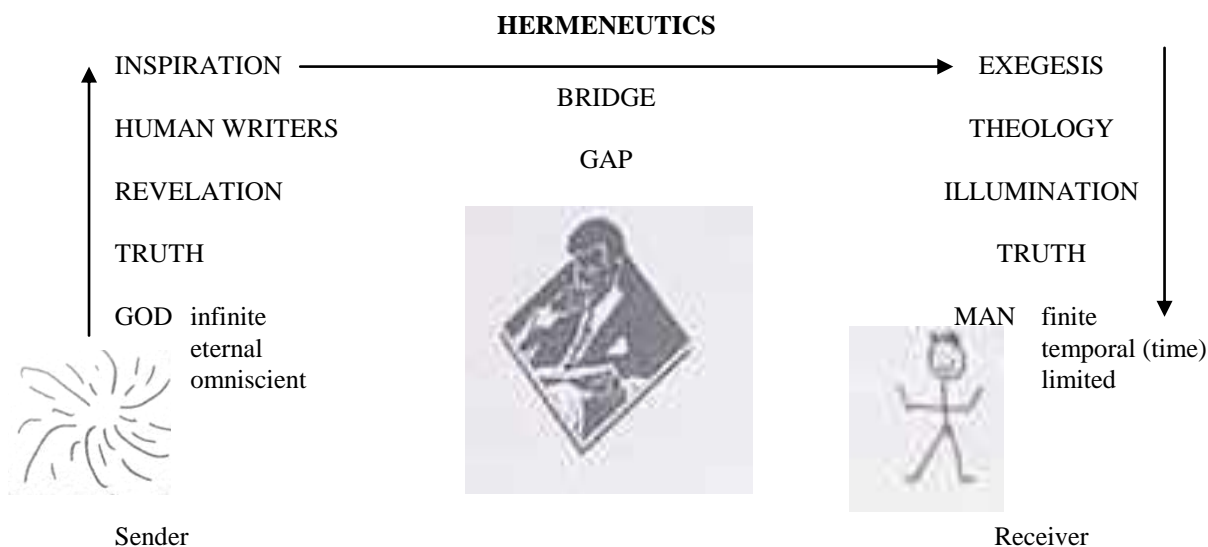 HERMENEUTICS
INSPIRATION EXEGESIS
BRIDGE
HUMAN WRITERS THEOLOGY
GAP
REVELATION ILLUMINATION
TRUTH TRUTH
GOD infinite MAN finite
eternal temporal (time)
omniscient limited
Sender Receiver